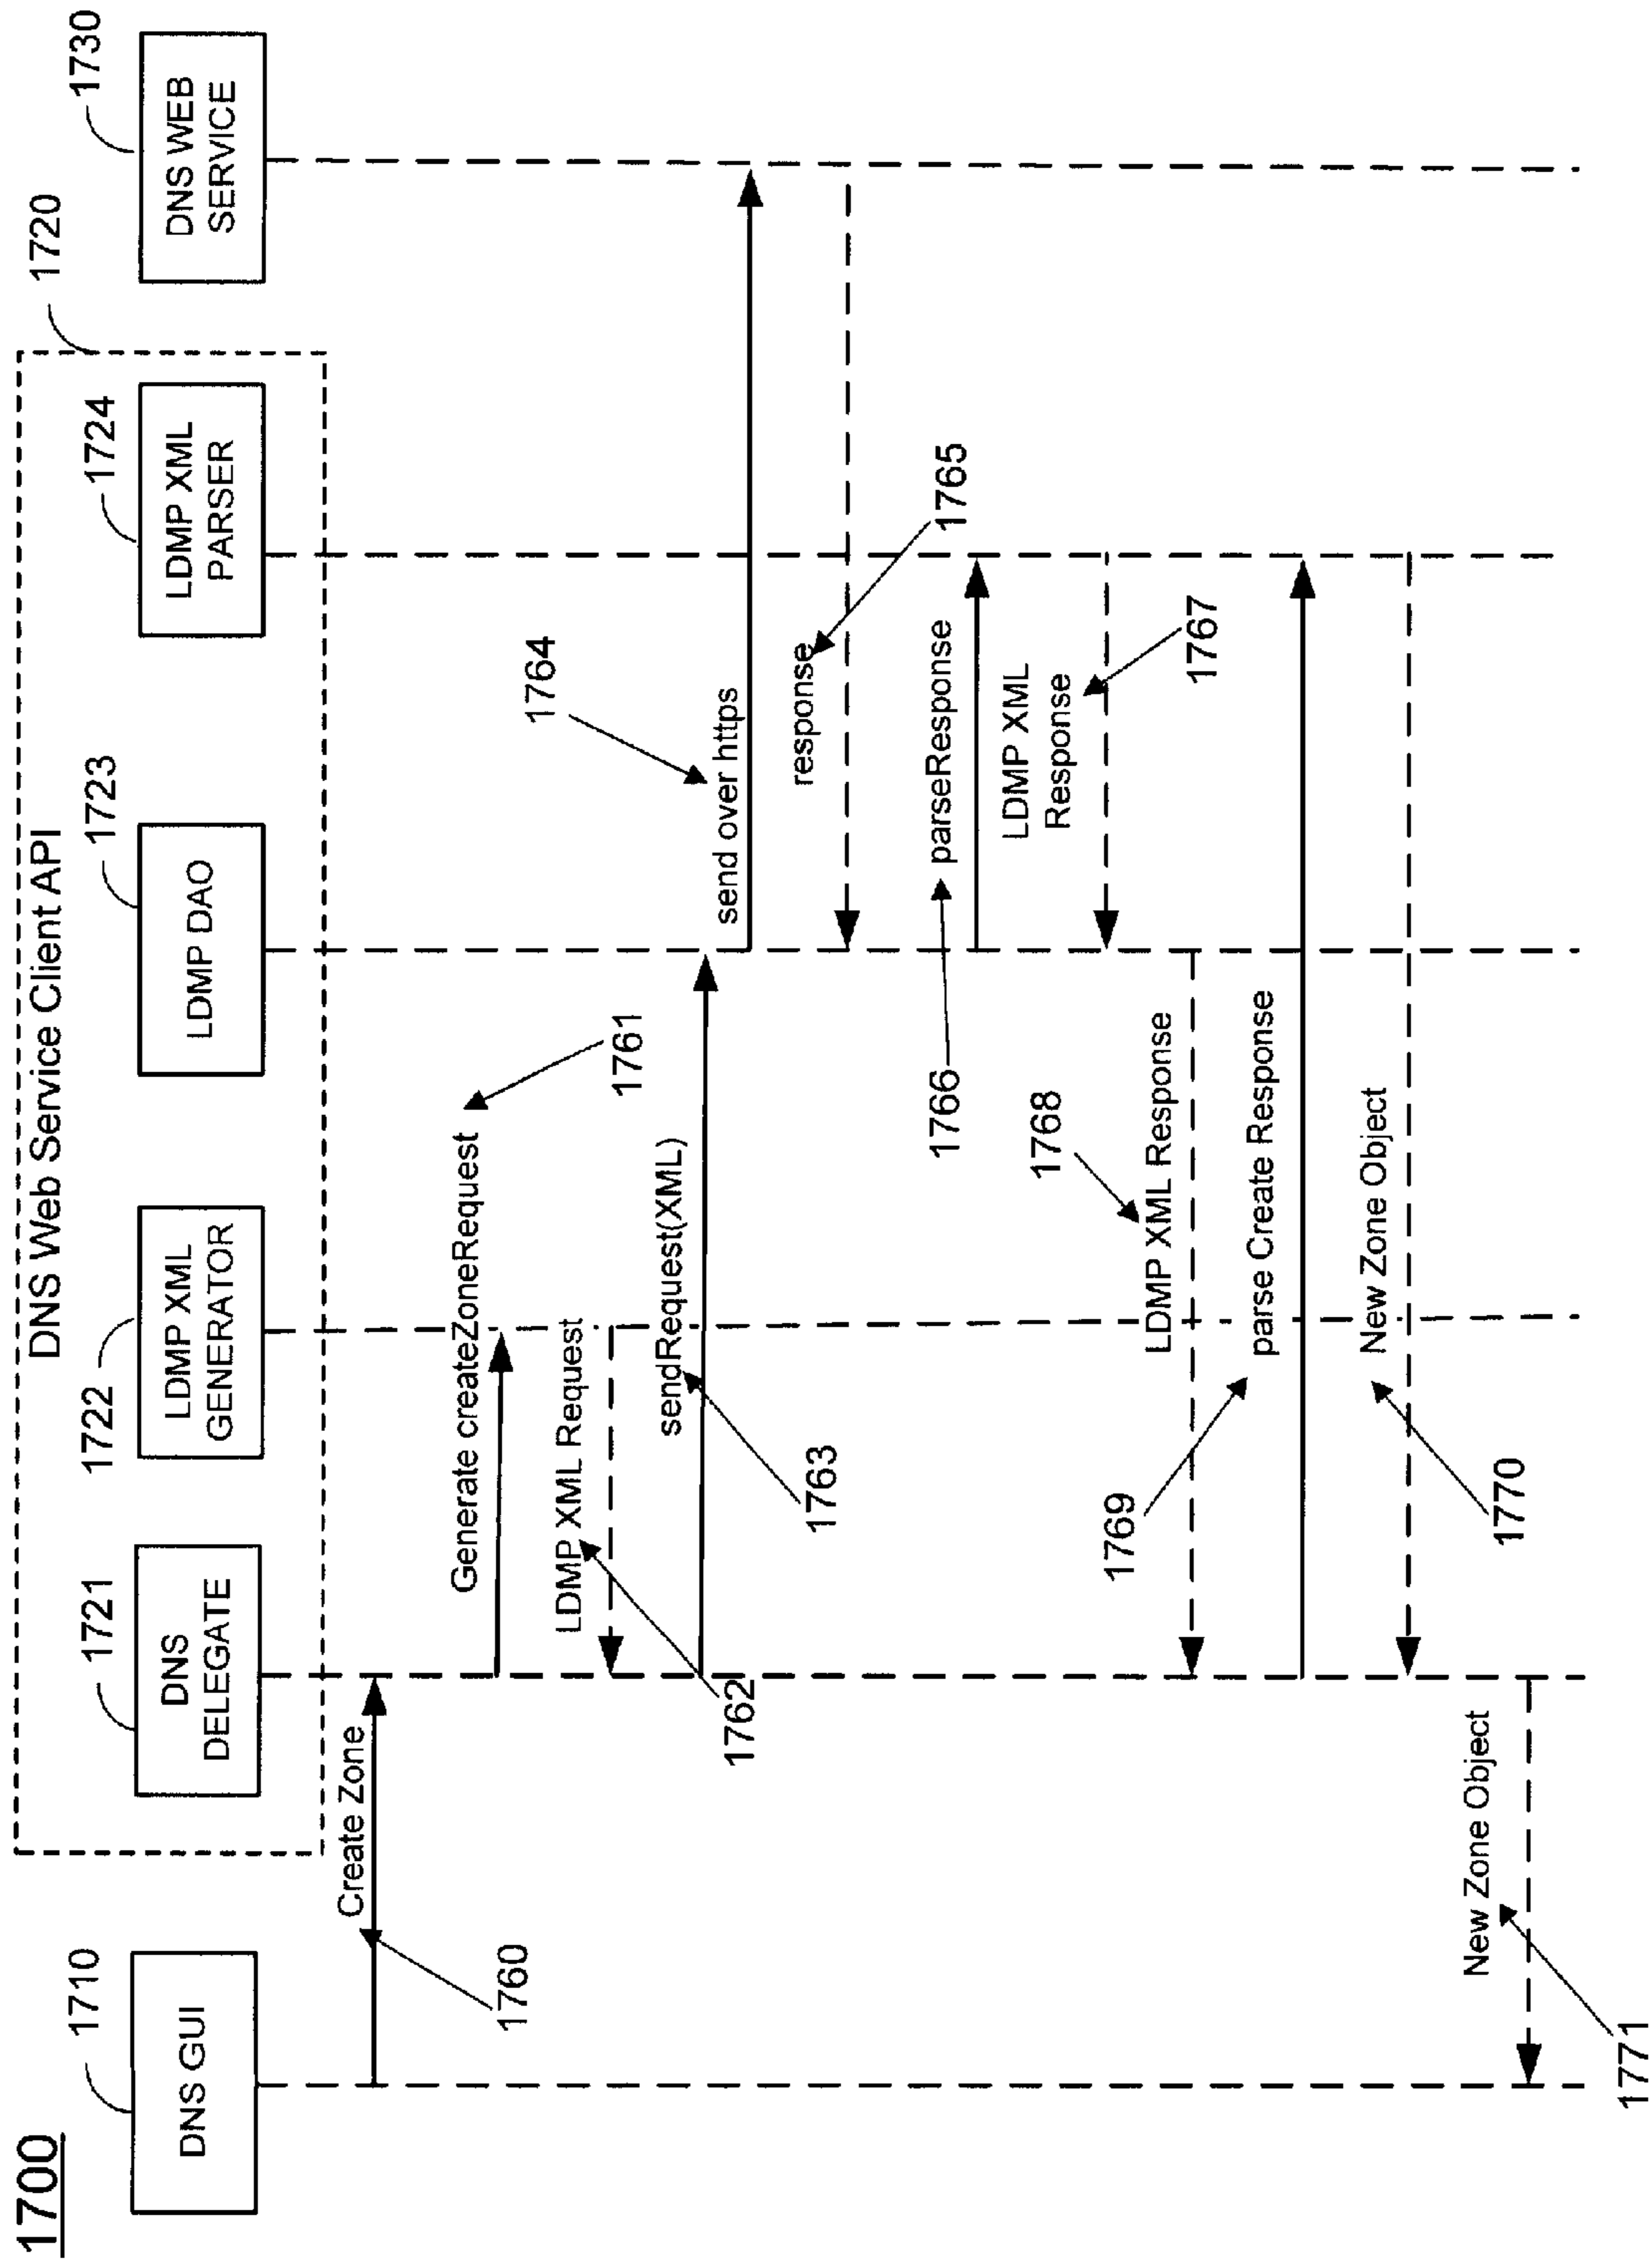 1700
DNS Web Service Client API
1720
1710
1721
1722
1723
1724
1730
DNS GUI
DNS
DELEGATE
LDMP XML
GENERATOR
LDMP DAO
LDMP XML
PARSER
DNS WEB
SERVICE
Create Zone
1760
Generate createZoneRequest
1761
LDMP XML Request
1762
sendRequest(XML)
1763
send over https
1764
response
1765
parseResponse
1766
LDMP XML
Response
1767
LDMP XML Response
1768
parse Create Response
1769
New Zone Object
1770
New Zone Object
1771